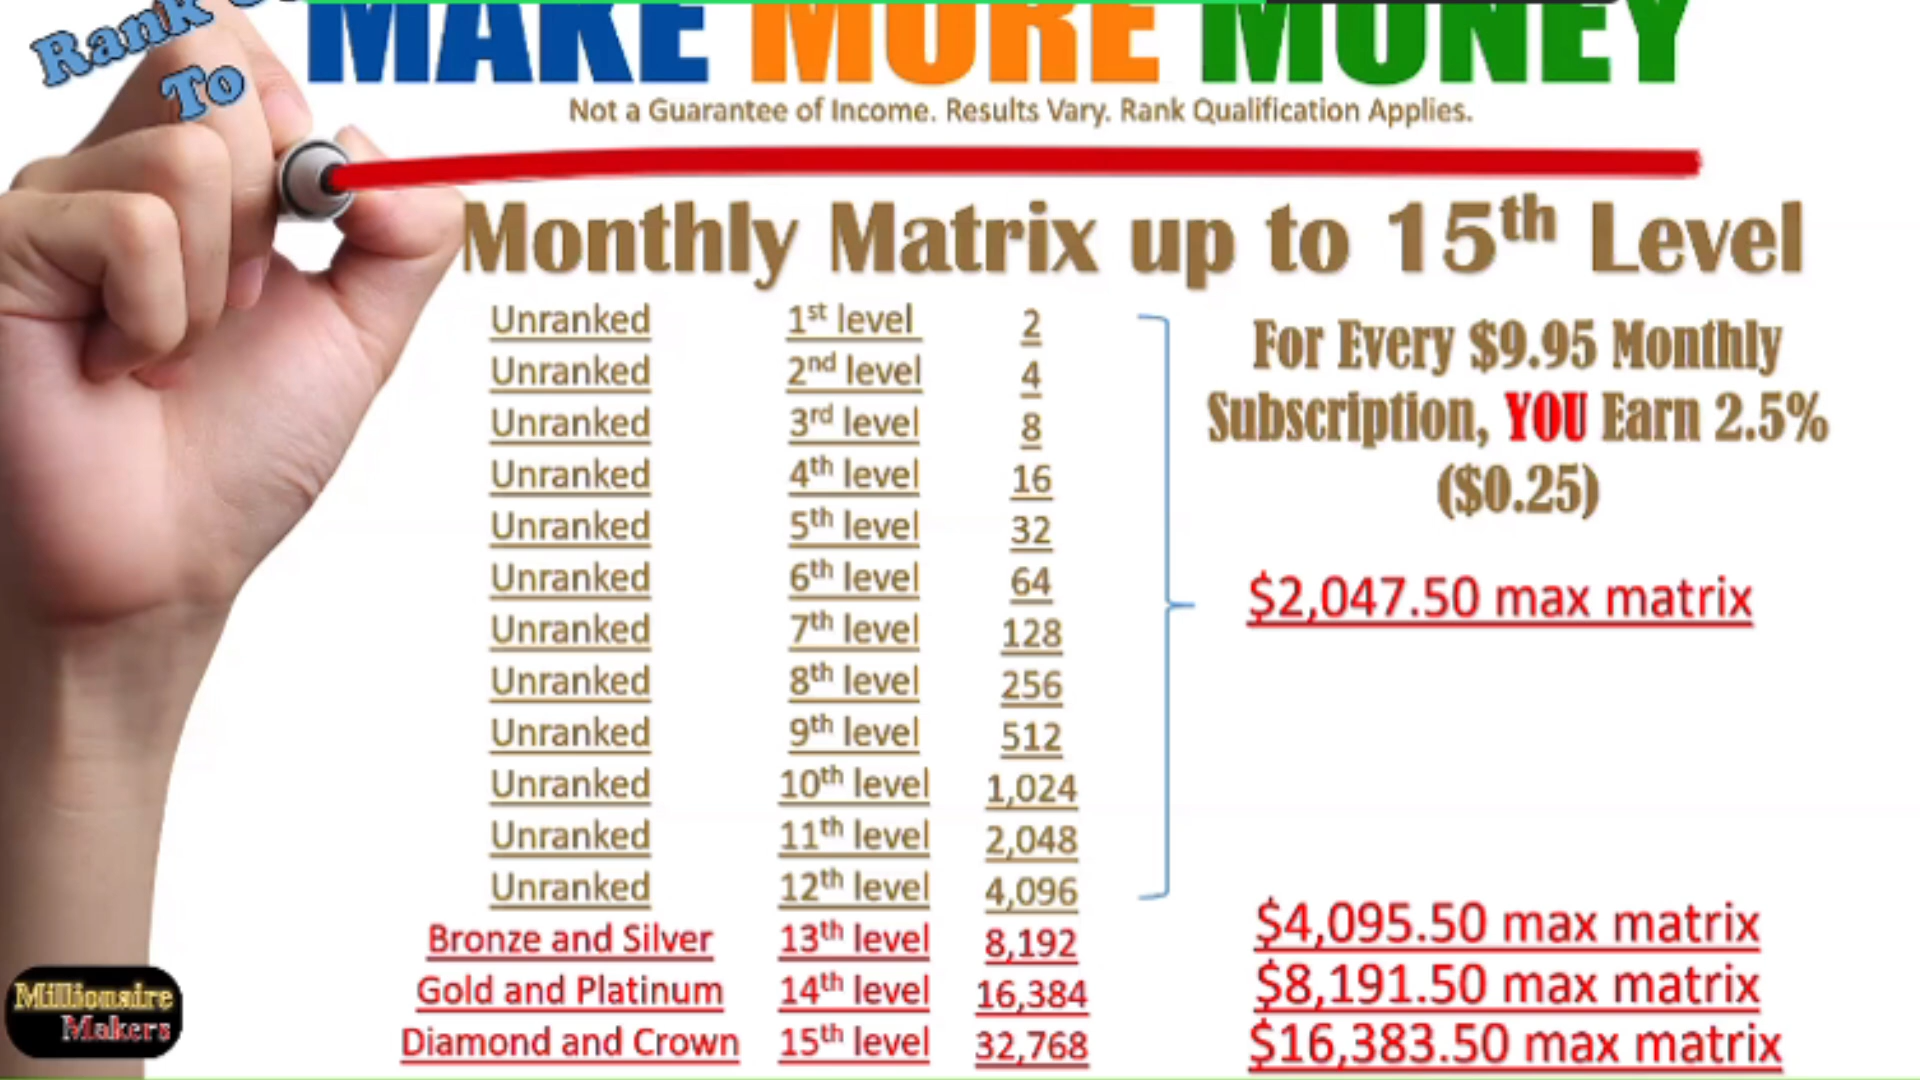 Rank
To
MAKE MORE MONEY
Not a Guarantee of Income. Results Vary. Rank Qualification Applies.
Monthly Matrix up to 15th Level
Unranked 1st level 2
Unranked 2nd level 4
Unranked 3rd level 8
Unranked 4th level 16
Unranked 5th level 32
Unranked 6th level 64
Unranked 7th level 128
Unranked 8th level 256
Unranked 9th level 512
Unranked 10th level 1,024
Unranked 11th level 2,048
Unranked 12th level 4,096
Bronze and Silver 13th level 8,192
Gold and Platinum 14th level 16,384
Diamond and Crown 15th level 32,768
For Every $9.95 Monthly
Subscription, YOU Earn 2.5%
($0.25)
$2,047.50 max matrix
$4,095.50 max matrix
$8,191.50 max matrix
$16,383.50 max matrix
Millionaire
Makers